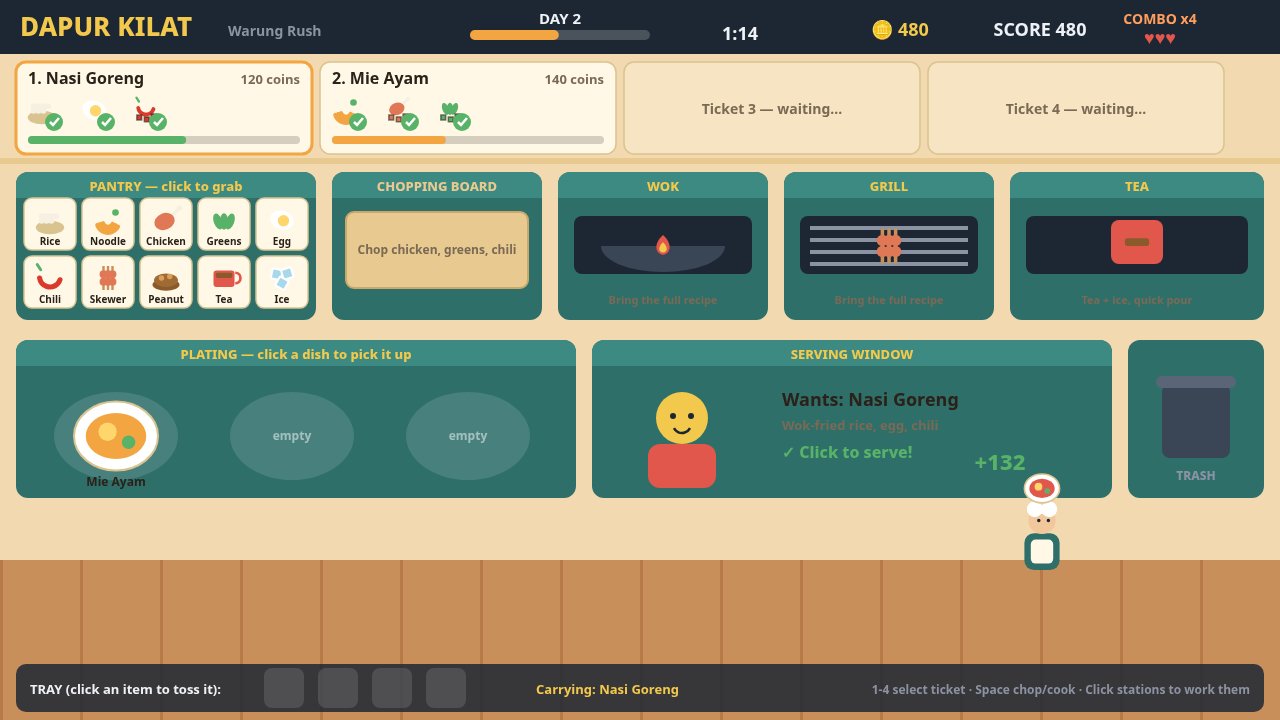 DAPUR KILAT
Warung Rush
DAY 2
1:14
480
SCORE 480
COMBO x4
♥♥♥
1. Nasi Goreng
120 coins
2. Mie Ayam
140 coins
Ticket 3 — waiting...
Ticket 4 — waiting...
PANTRY — click to grab
Rice
Noodle
Chicken
Greens
Egg
Chili
Skewer
Peanut
Tea
Ice
CHOPPING BOARD
Chop chicken, greens, chili
WOK
Bring the full recipe
GRILL
Bring the full recipe
TEA
Tea + ice, quick pour
PLATING — click a dish to pick it up
Mie Ayam
empty
empty
SERVING WINDOW
Wants: Nasi Goreng
Wok-fried rice, egg, chili
✓ Click to serve!
+132
TRASH
TRAY (click an item to toss it):
Carrying: Nasi Goreng
1-4 select ticket · Space chop/cook · Click stations to work them